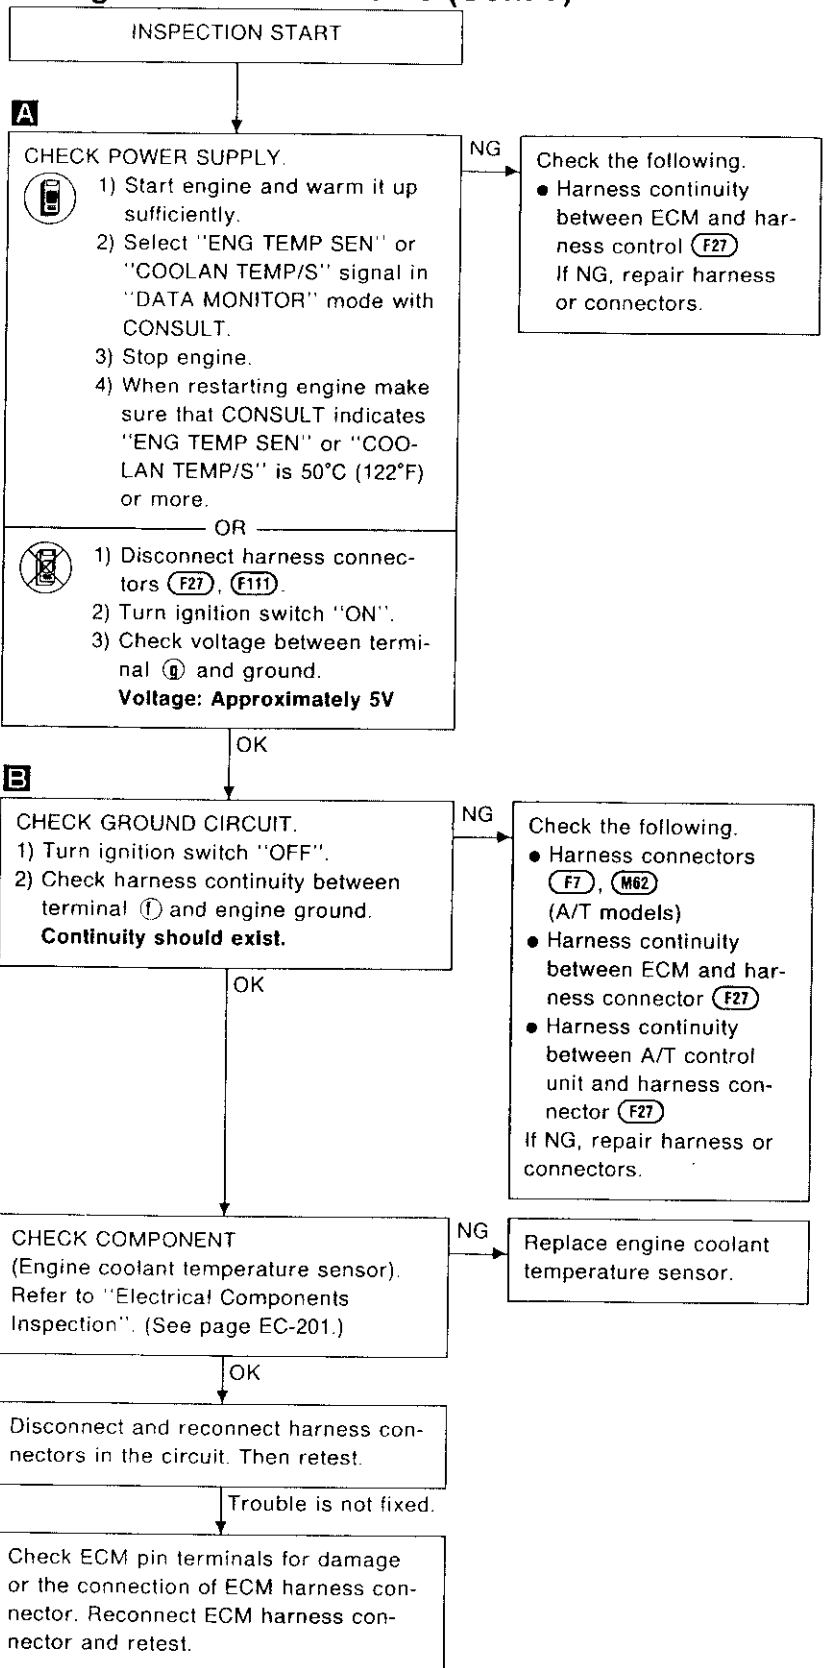 INSPECTION START
A
CHECK POWER SUPPLY.
1) Start engine and warm it up
sufficiently.
2) Select "ENG TEMP SEN" or
"COOLAN TEMP/S" signal in
"DATA MONITOR" mode with
CONSULT.
3) Stop engine.
4) When restarting engine make
sure that CONSULT indicates
"ENG TEMP SEN" or "COO-
LAN TEMP/S" is 50°C (122°F)
or more.
OR
1) Disconnect harness connec-
tors F27, F111.
2) Turn ignition switch "ON".
3) Check voltage between termi-
nal g and ground.
Voltage: Approximately 5V
NG
Check the following.
● Harness continuity
between ECM and har-
ness control F27
If NG, repair harness
or connectors.
OK
B
CHECK GROUND CIRCUIT.
1) Turn ignition switch "OFF".
2) Check harness continuity between
terminal f and engine ground.
Continuity should exist.
NG
Check the following.
● Harness connectors
F7, M62
(A/T models)
● Harness continuity
between ECM and har-
ness connector F27
● Harness continuity
between A/T control
unit and harness con-
nector F27
If NG, repair harness or
connectors.
OK
CHECK COMPONENT
(Engine coolant temperature sensor).
Refer to "Electrical Components
Inspection". (See page EC-201.)
NG
Replace engine coolant
temperature sensor.
OK
Disconnect and reconnect harness con-
nectors in the circuit. Then retest.
Trouble is not fixed.
Check ECM pin terminals for damage
or the connection of ECM harness con-
nector. Reconnect ECM harness con-
nector and retest.